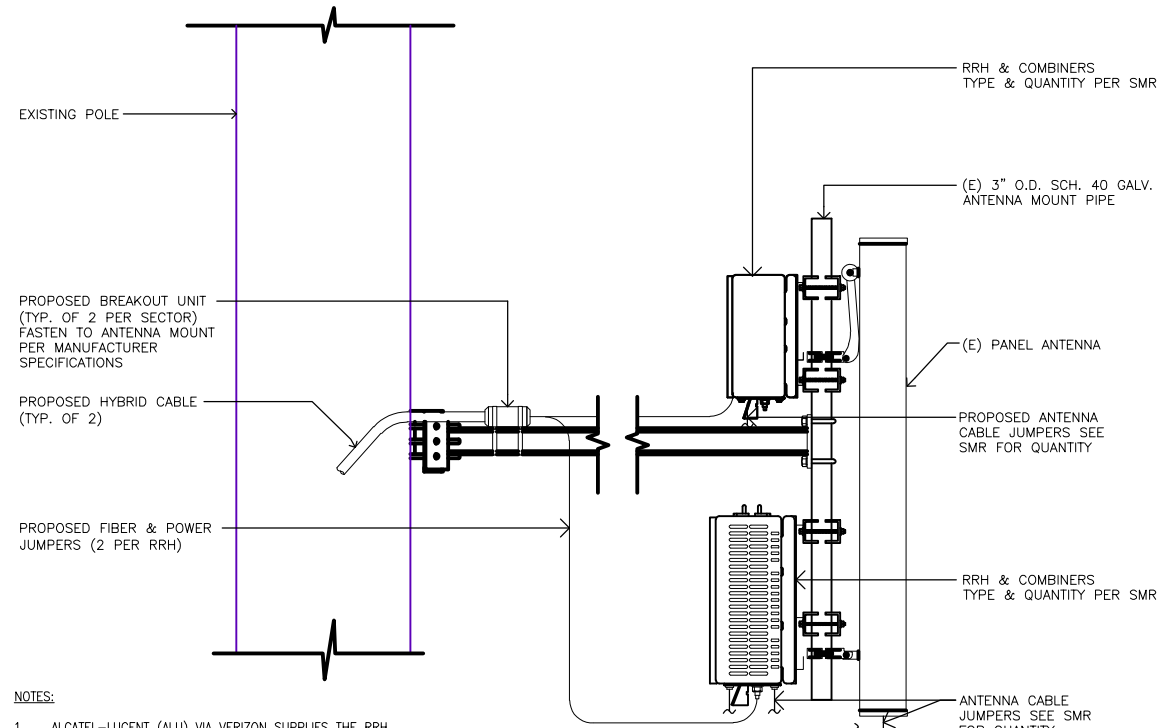 RRH & COMBINERS
TYPE & QUANTITY PER SMR
EXISTING POLE
(E) 3" O.D. SCH. 40 GALV.
ANTENNA MOUNT PIPE
PROPOSED BREAKOUT UNIT
(TYP. OF 2 PER SECTOR)
FASTEN TO ANTENNA MOUNT
PER MANUFACTURER
SPECIFICATIONS
(E) PANEL ANTENNA
PROPOSED HYBRID CABLE
(TYP. OF 2)
PROPOSED ANTENNA
CABLE JUMPERS SEE
SMR FOR QUANTITY
PROPOSED FIBER & POWER
JUMPERS (2 PER RRH)
RRH & COMBINERS
TYPE & QUANTITY PER SMR
NOTES:
ANTENNA CABLE
JUMPERS SEE SMR
FOR QUANTITY
1. ALCATEL-LUCENT (ALU) VIA VERIZON SUPPLIES THE RRH